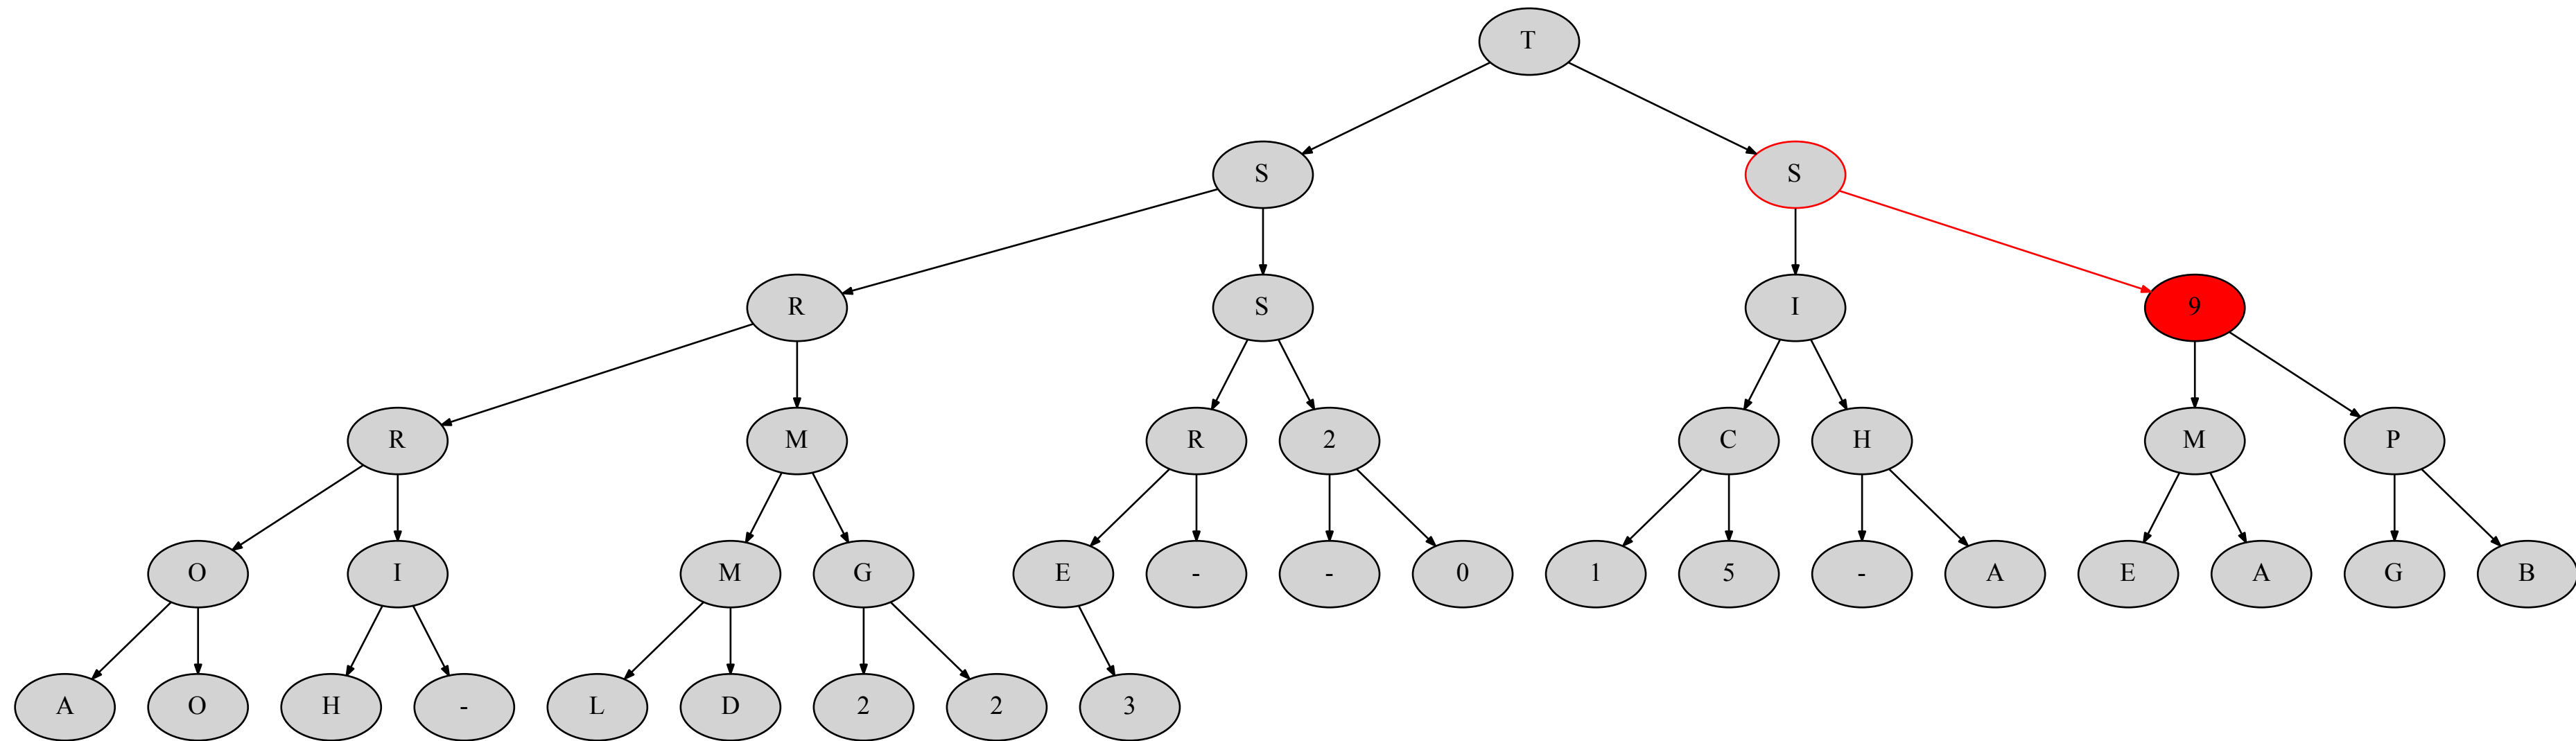 T
S S
R S I 9
R M R 2 C H M P
O I M G E - - 0 1 5 - A E A G B
A O H - L D 2 2 3